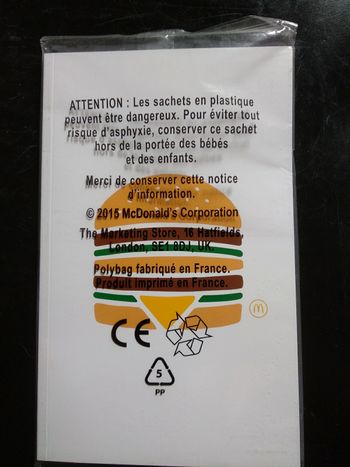 ATTENTION : Les sachets en plastique
peuvent être dangereux. Pour éviter tout
risque d'asphyxie, conserver ce sachet
hors de la portée des bébés
et des enfants.
Merci de conserver cette notice
d'information.
© 2015 McDonald's Corporation
The Marketing Store, 16 Hatfields,
London, SE1 8DJ, UK.
Polybag fabriqué en France.
Produit imprimé en France.
CE
5
PP